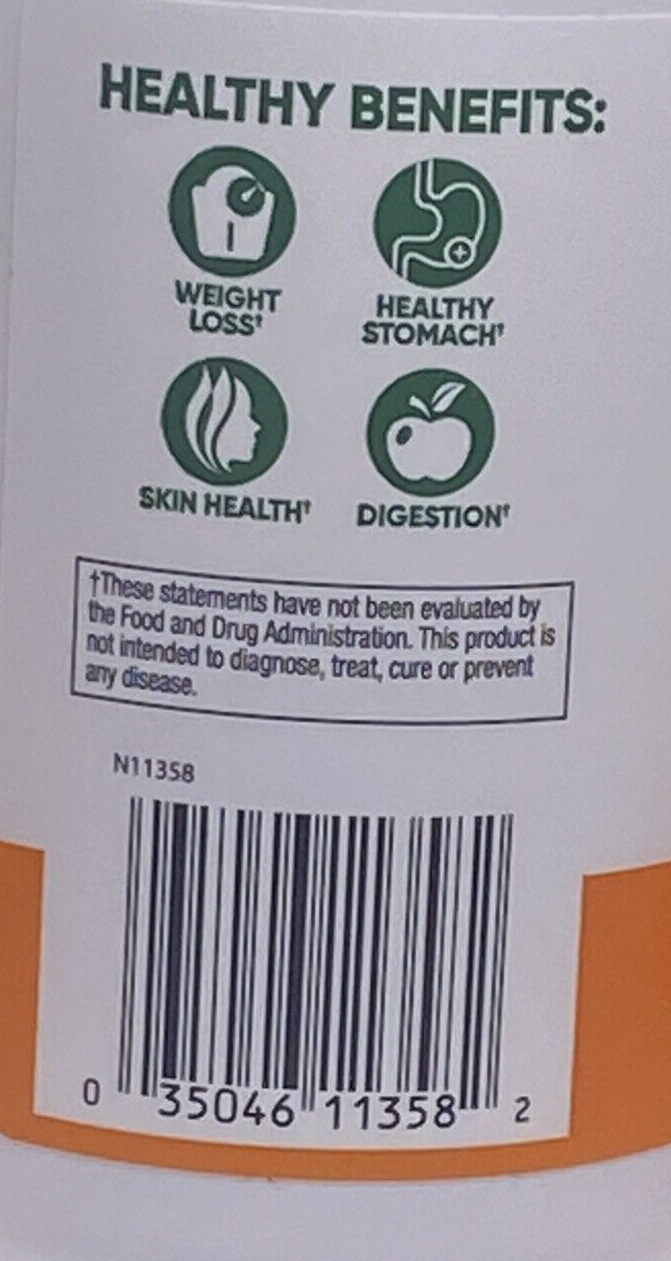 HEALTHY BENEFITS:
WEIGHT
LOSS†
HEALTHY
STOMACH†
SKIN HEALTH†
DIGESTION†
†These statements have not been evaluated by
the Food and Drug Administration. This product is
not intended to diagnose, treat, cure or prevent
any disease.
N11358
0 35046 11358 2